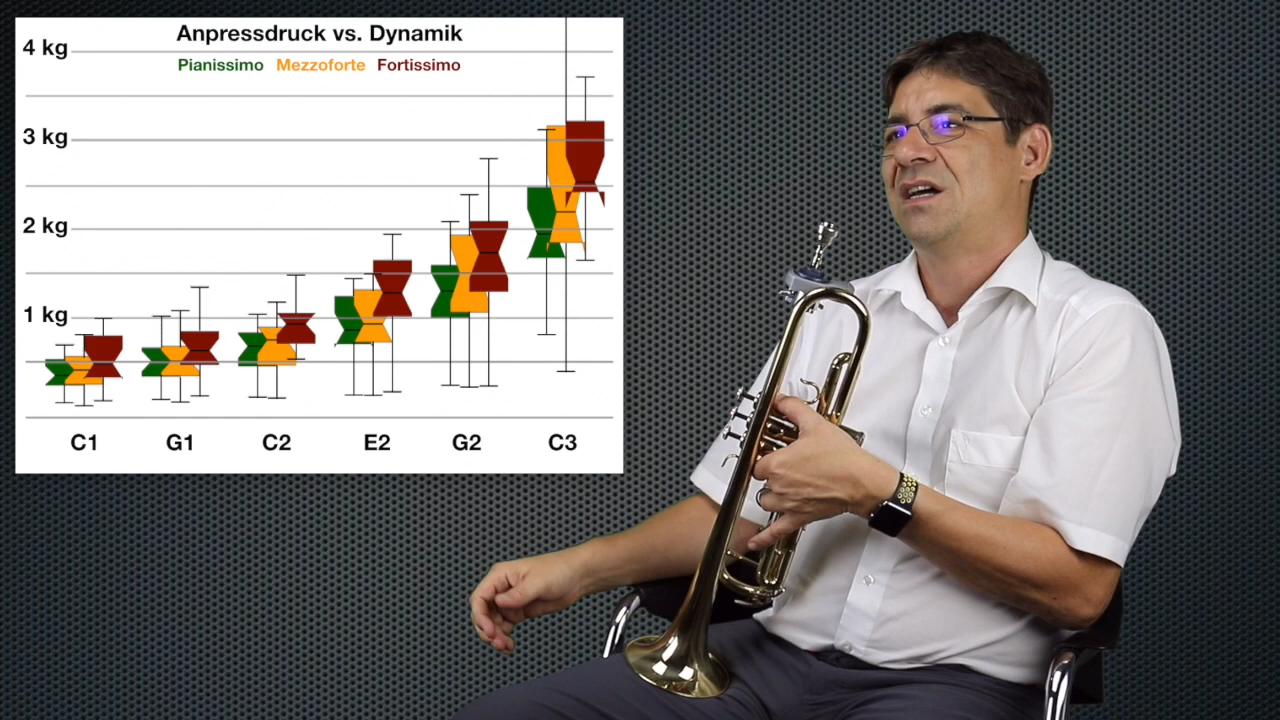 Anpressdruck vs. Dynamik
Pianissimo Mezzoforte Fortissimo
4 kg
3 kg
2 kg
1 kg
C1 G1 C2 E2 G2 C3